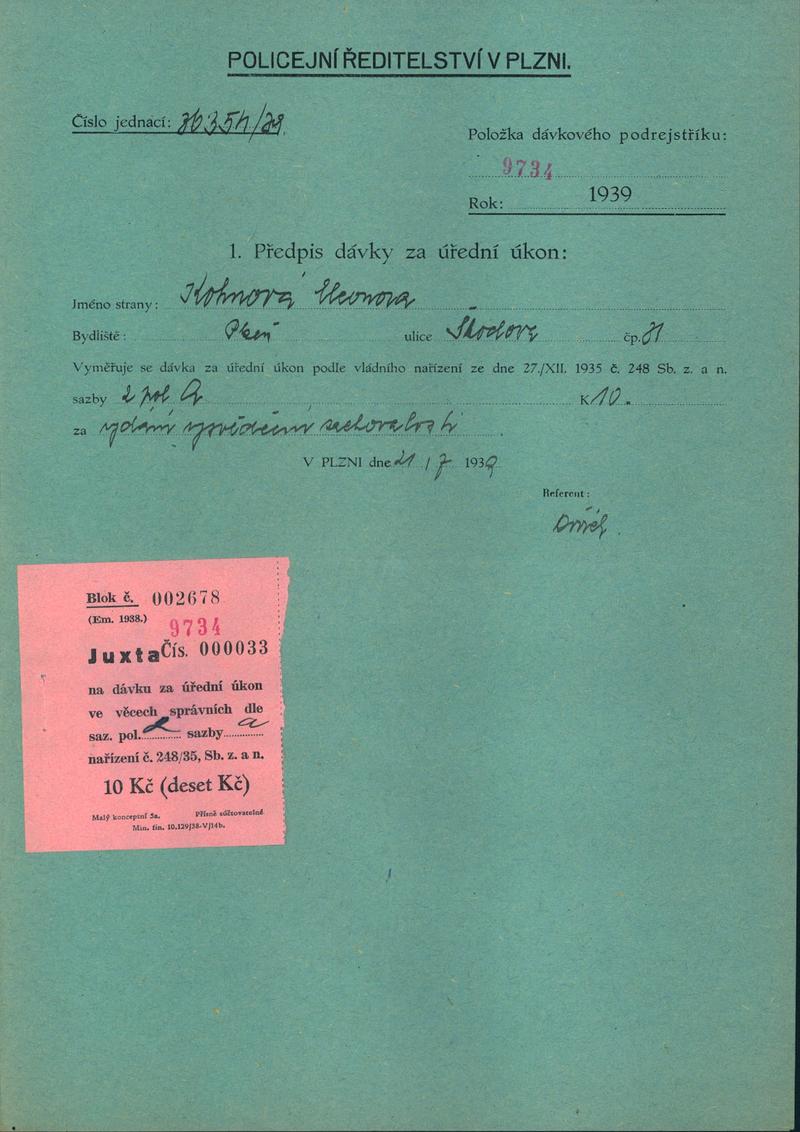 POLICEJNÍ ŘEDITELSTVÍ V PLZNI.
Číslo jednací:
Položka dávkového podrejstříku:
9734
Rok: 1939
1. Předpis dávky za úřední úkon:
Jméno strany: Kohnová Eleonora
Bydliště: Plzeň ulice Škodova čp. 81
Vyměřuje se dávka za úřední úkon podle vládního nařízení ze dne 27./XII. 1935 č. 248 Sb. z. a n.
sazby 2 pol a K 10.-
za vydání vysvědčení zachovalosti
V PLZNI dne 21/7 1939
Referent:
Blok č. 002678
(Em. 1938.)
9734
Juxta Čís. 000033
na dávku za úřední úkon
ve věcech správních dle
saz. pol. 2 sazby a
nařízení č. 248/35, Sb. z. a n.
10 Kč (deset Kč)
Malý konceptní 5a. Přísně súčtovatelné
Min. fin. 10.129/38-V/14b.